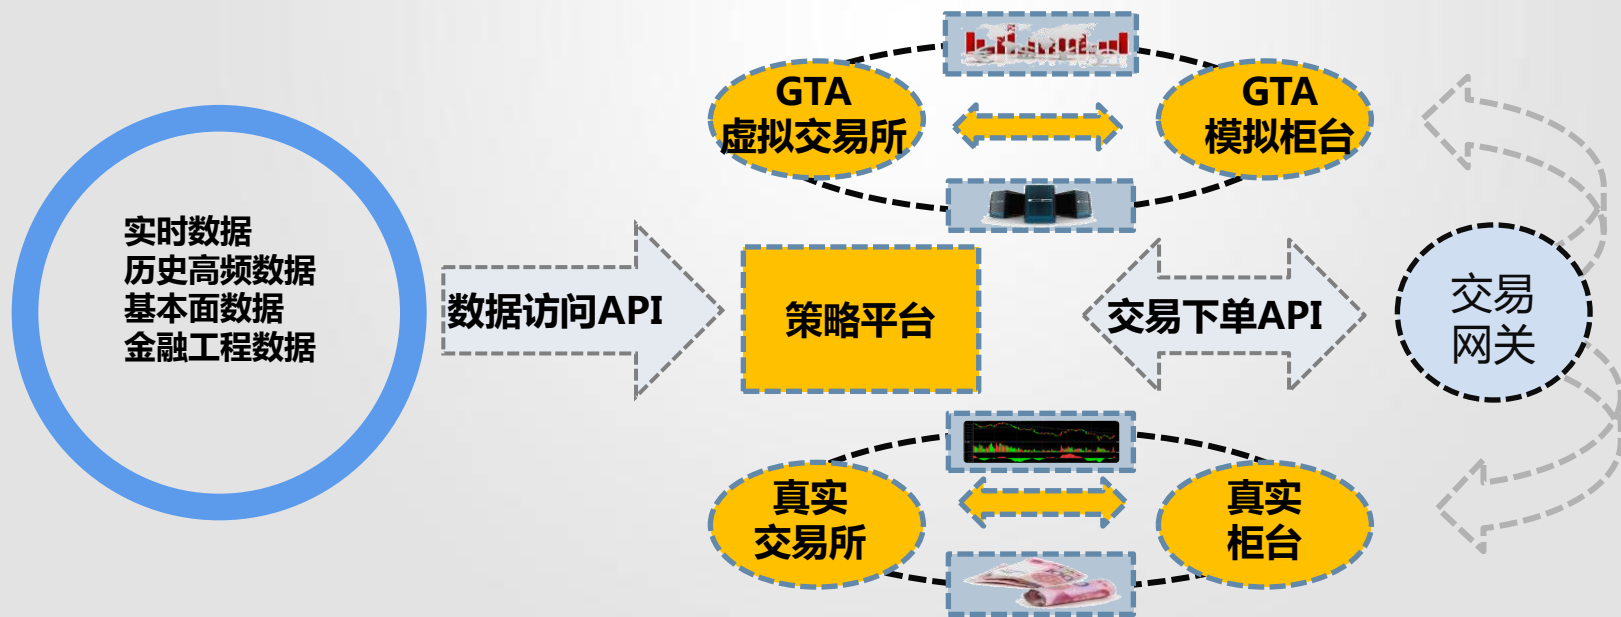 实时数据
历史高频数据
基本面数据
金融工程数据
数据访问API
GTA
虚拟交易所
GTA
模拟柜台
策略平台
交易下单API
交易
网关
真实
交易所
真实
柜台